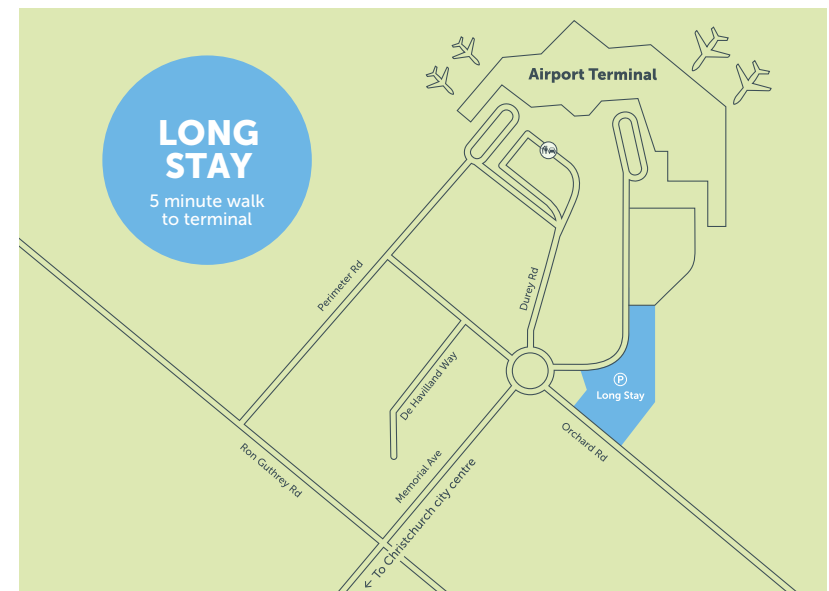 Airport Terminal
LONG
STAY
5 minute walk
to terminal
Perimeter Rd
Durey Rd
De Havilland Way
P
Long Stay
Orchard Rd
Ron Guthrey Rd
Memorial Ave
← To Christchurch city centre